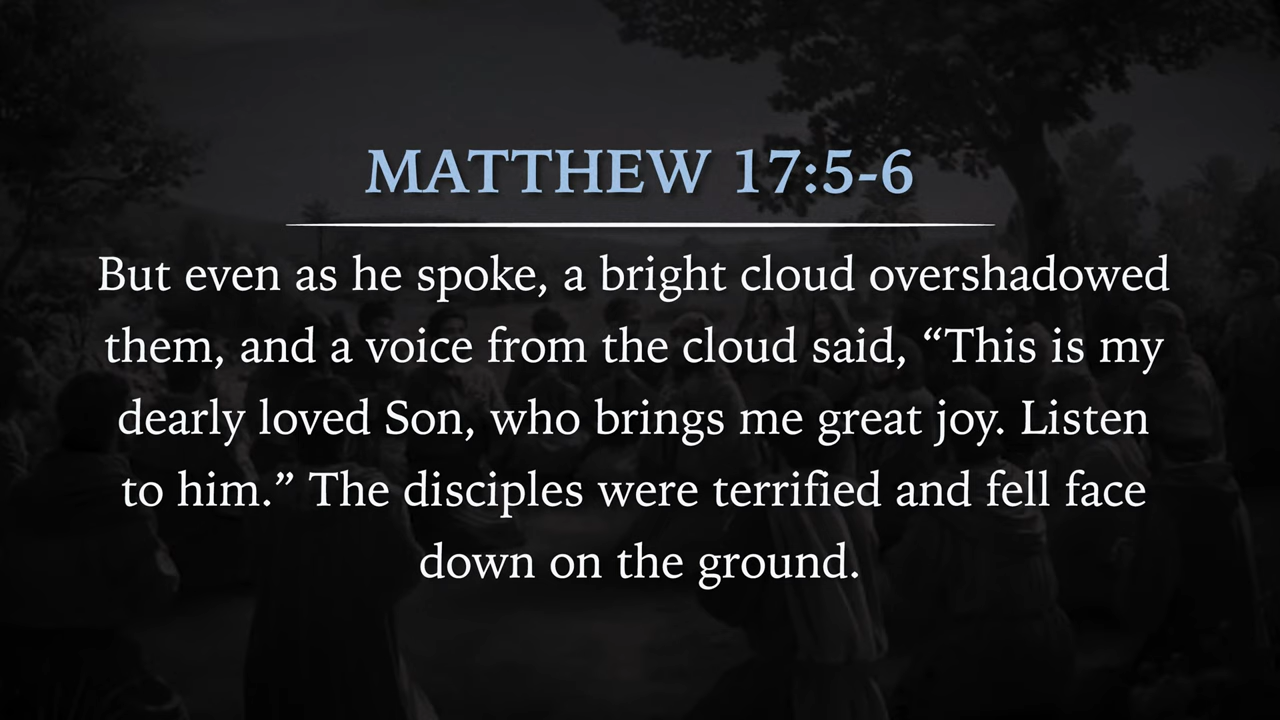 MATTHEW 17:5-6
But even as he spoke, a bright cloud overshadowed
them, and a voice from the cloud said, “This is my
dearly loved Son, who brings me great joy. Listen
to him.” The disciples were terrified and fell face
down on the ground.